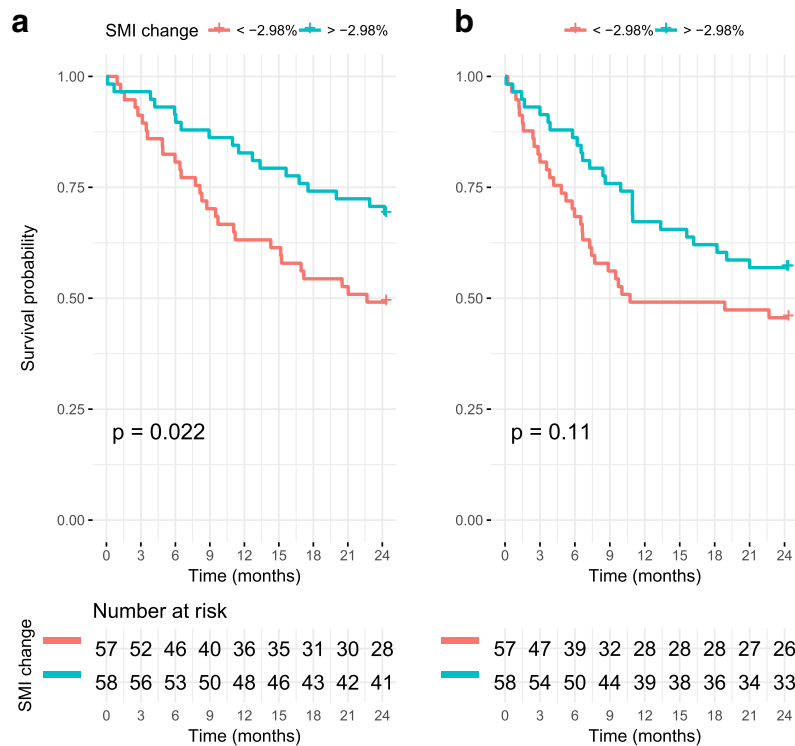 a
SMI change < −2.98% > −2.98%
1.00
0.75
0.50
0.25
0.00
Survival probability
p = 0.022
0 3 6 9 12 15 18 21 24
Time (months)
b
< −2.98% > −2.98%
1.00
0.75
0.50
0.25
0.00
p = 0.11
0 3 6 9 12 15 18 21 24
Time (months)
Number at risk
SMI change
57 52 46 40 36 35 31 30 28
58 56 53 50 48 46 43 42 41
0 3 6 9 12 15 18 21 24
Time (months)
57 47 39 32 28 28 28 27 26
58 54 50 44 39 38 36 34 33
0 3 6 9 12 15 18 21 24
Time (months)